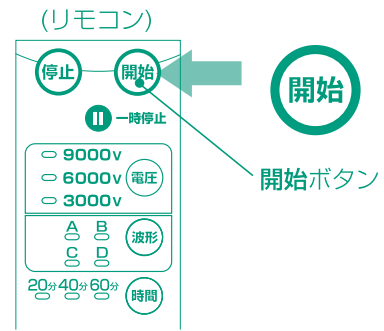 (リモコン)
停止
開始
開始
一時停止
9000v
6000v
3000v
電圧
開始ボタン
A B
C D
波形
20分 40分 60分
時間